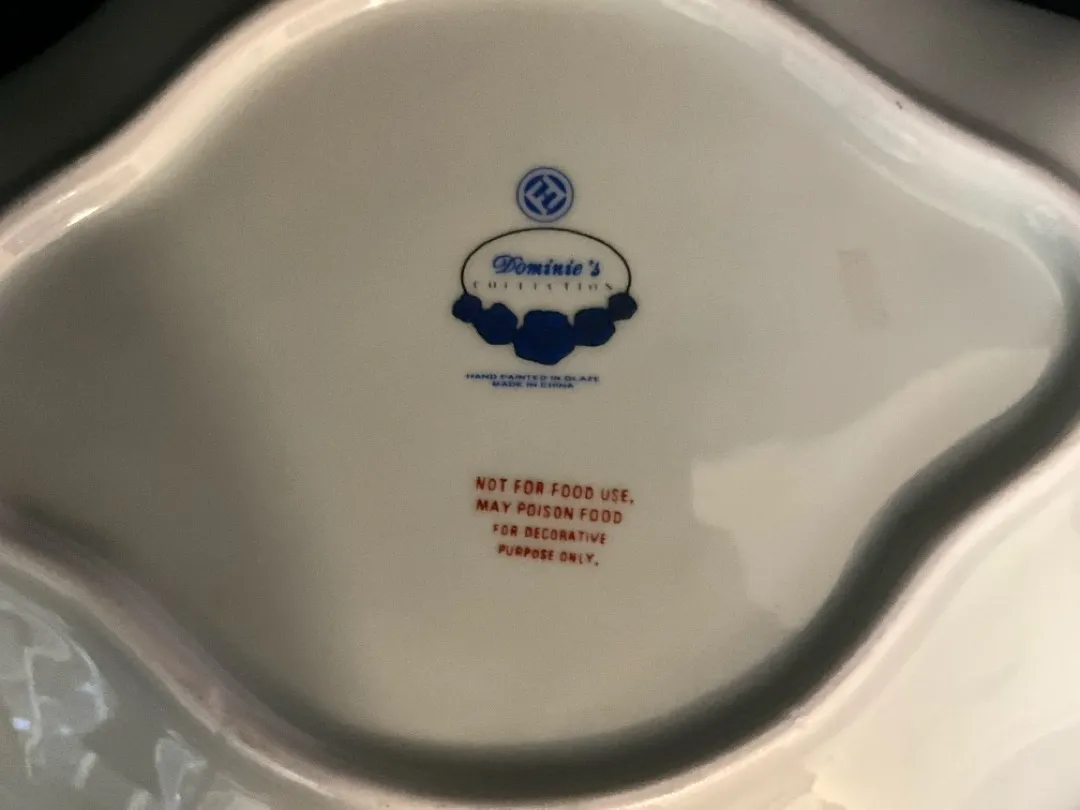 H
Dominie's
COLLECTION
HAND PAINTED IN GLAZE
MADE IN CHINA
NOT FOR FOOD USE.
MAY POISON FOOD
FOR DECORATIVE
PURPOSE ONLY.